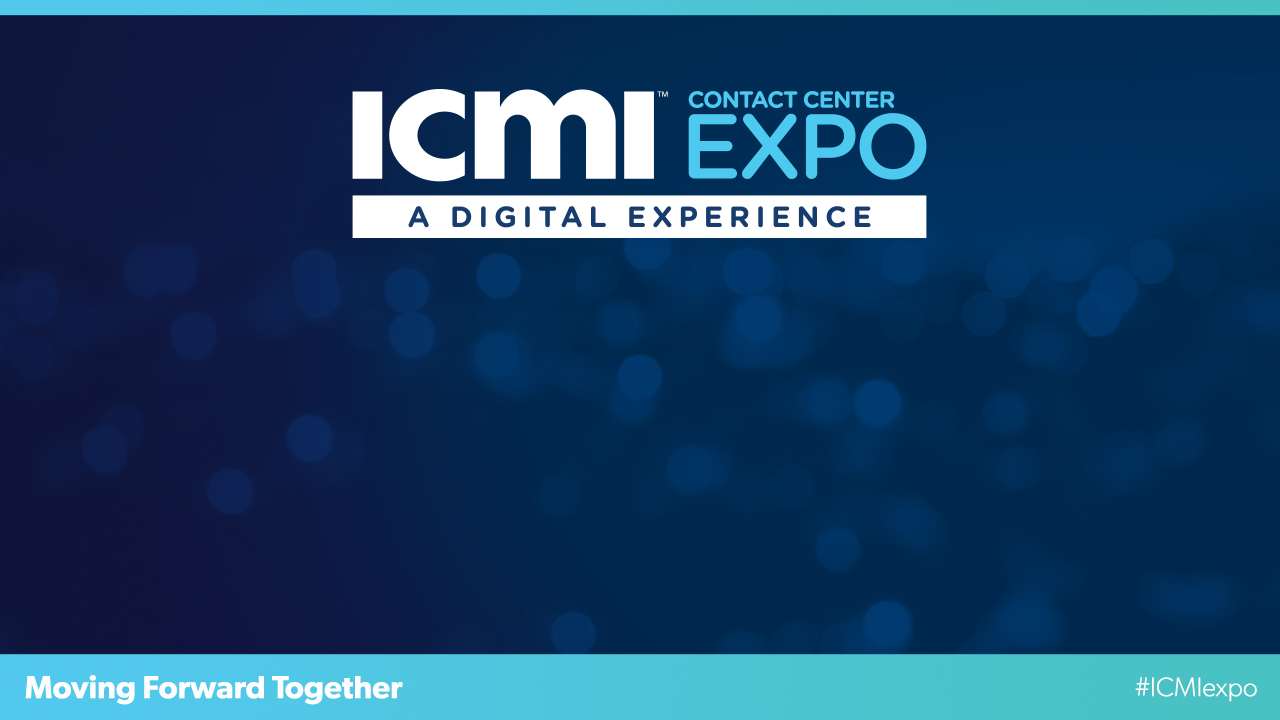 ICMI™ CONTACT CENTER
EXPO
A DIGITAL EXPERIENCE
Moving Forward Together
#ICMIexpo